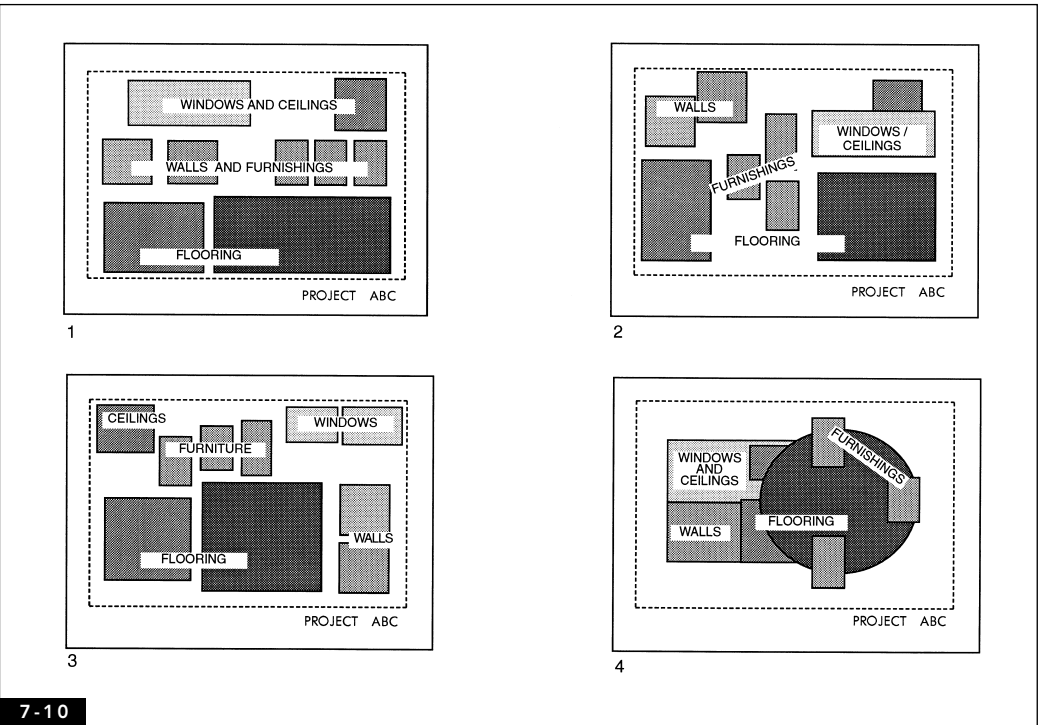 WINDOWS AND CEILINGS
WALLS AND FURNISHINGS
FLOORING
PROJECT ABC
1
WALLS
WINDOWS /
CEILINGS
FURNISHINGS
FLOORING
PROJECT ABC
2
CEILINGS
WINDOWS
FURNITURE
WALLS
FLOORING
PROJECT ABC
3
FURNISHINGS
WINDOWS
AND
CEILINGS
FLOORING
WALLS
PROJECT ABC
4
7-10